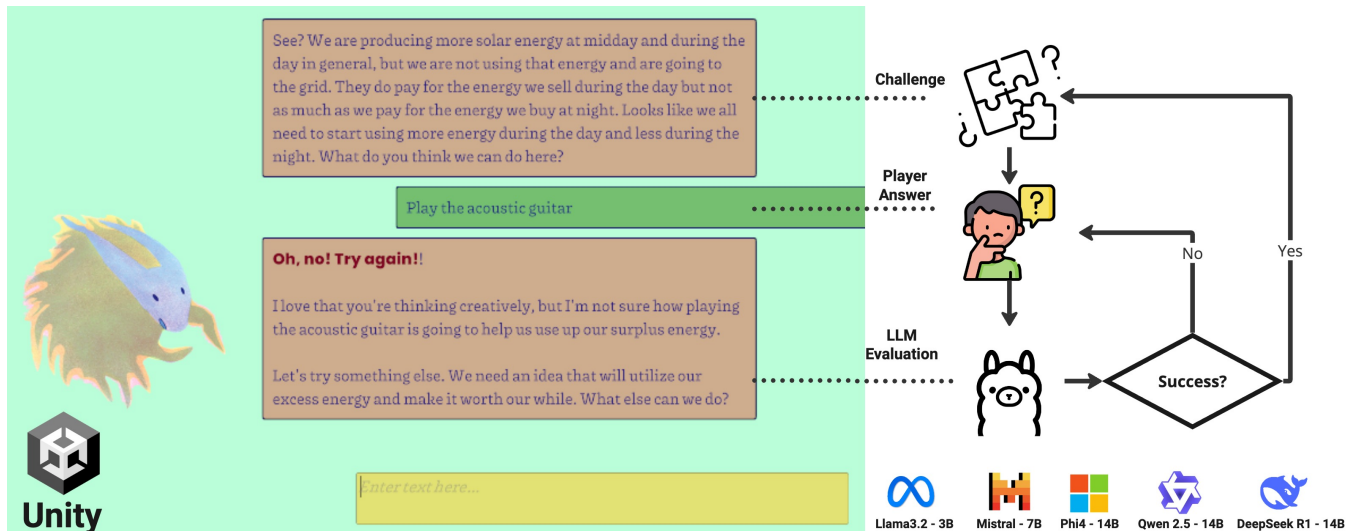 See? We are producing more solar energy at midday and during the
day in general, but we are not using that energy and are going to
the grid. They do pay for the energy we sell during the day but not
as much as we pay for the energy we buy at night. Looks like we all
need to start using more energy during the day and less during the
night. What do you think we can do here?
Challenge
?
¿
Player
Answer
Play the acoustic guitar
?
Oh, no! Try again!!
I love that you're thinking creatively, but I'm not sure how playing
the acoustic guitar is going to help us use up our surplus energy.
Let's try something else. We need an idea that will utilize our
excess energy and make it worth our while. What else can we do?
LLM
Evaluation
No
Yes
Success?
Enter text here...
Unity
Llama3.2 - 3B
Mistral - 7B
Phi4 - 14B
Qwen 2.5 - 14B
DeepSeek R1 - 14B